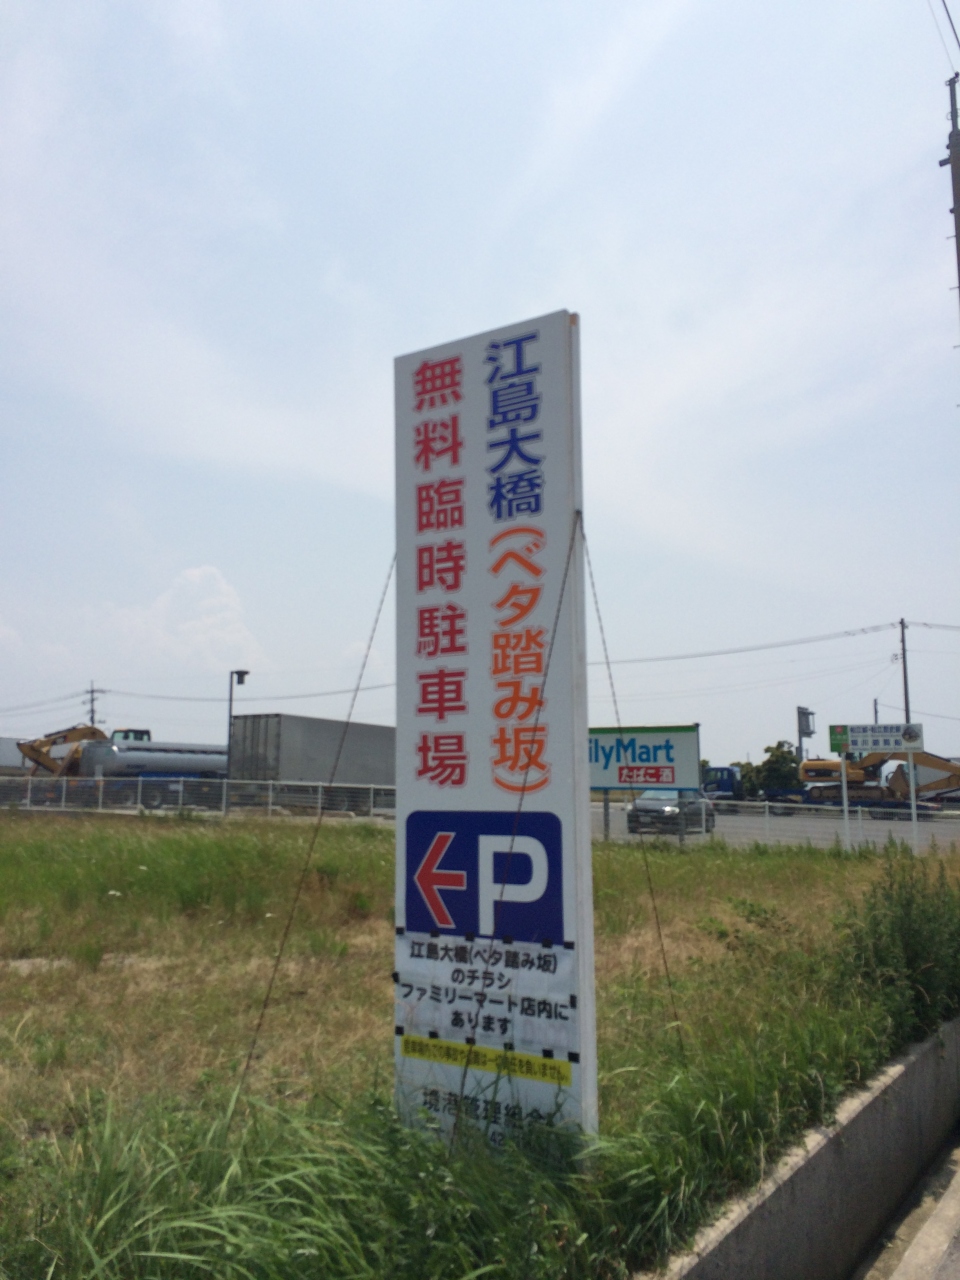 江島大橋(ベタ踏み坂)
無料臨時駐車場
P
江島大橋(ベタ踏み坂)
のチラシ
ファミリーマート店内に
あります
境港管理組合
ilyMart
たばこ 酒